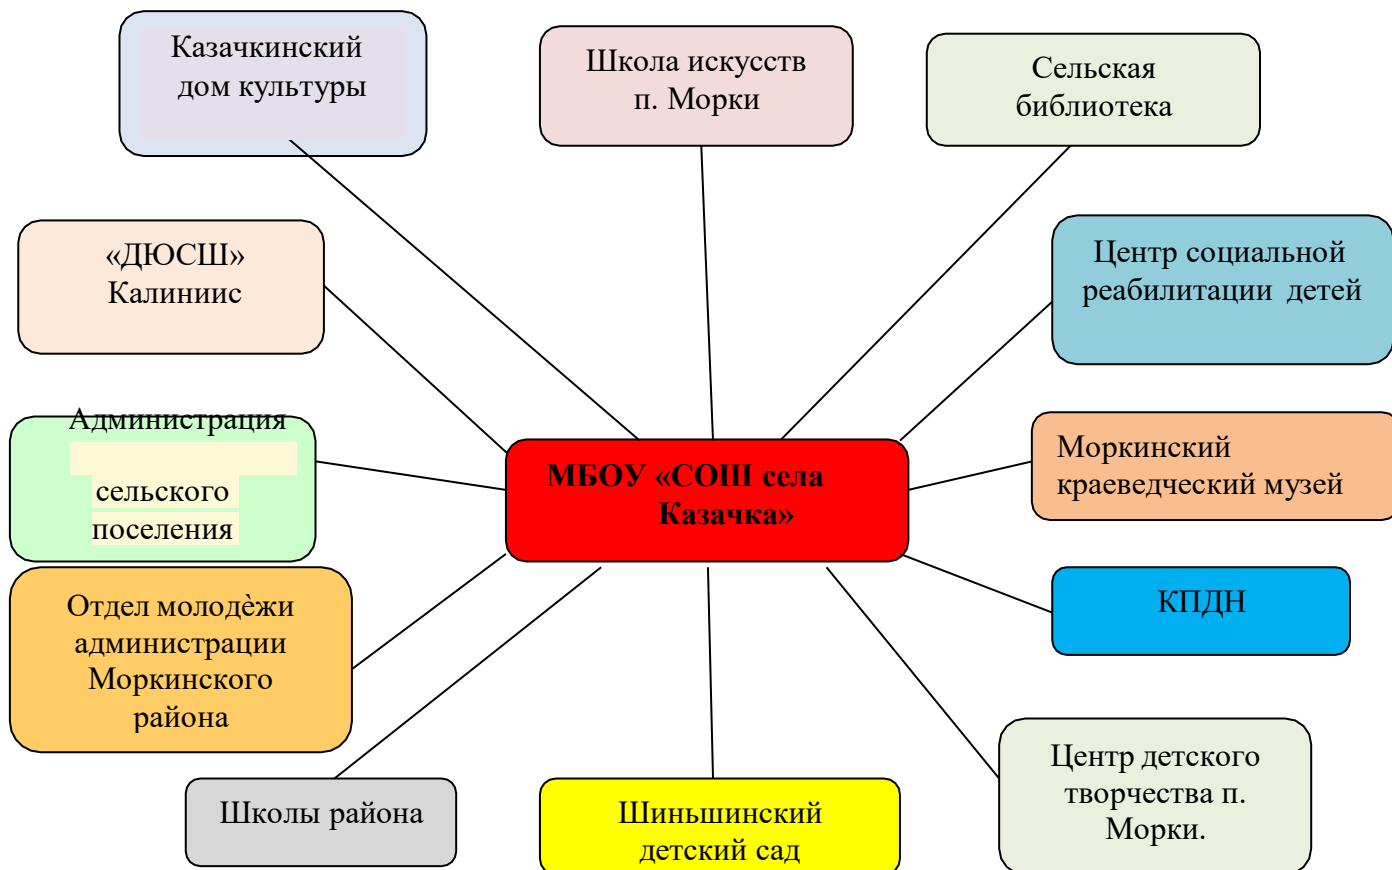 Казачкинский
дом культуры
Школа искусств
п. Морки
Сельская
библиотека
«ДЮСШ»
Калиниис
Центр социальной
реабилитации детей
Администрация
сельского
поселения
МБОУ «СОШ села
Казачка»
Моркинский
краеведческий музей
Отдел молодѐжи
администрации
Моркинского
района
КПДН
Школы района
Шиньшинский
детский сад
Центр детского
творчества п.
Морки.